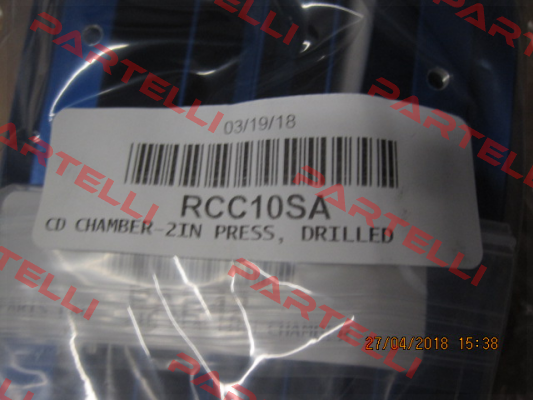 PARTELLI
PARTELLI
PARTELLI
03/19/18
RCC10SA
CD CHAMBER-2IN PRESS, DRILLED
PARTELLI
PARTELLI
CHAMB
27/04/2018 15:38